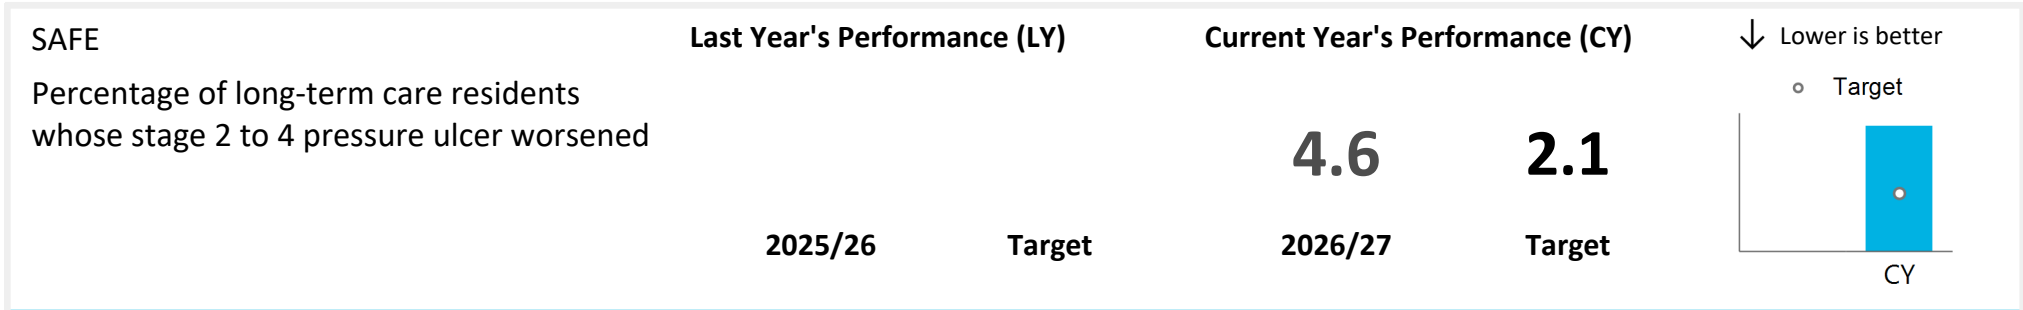 SAFE
Percentage of long-term care residents
whose stage 2 to 4 pressure ulcer worsened
Last Year's Performance (LY)
2025/26 Target
Current Year's Performance (CY)
4.6 2.1
2026/27 Target
Lower is better
Target
CY